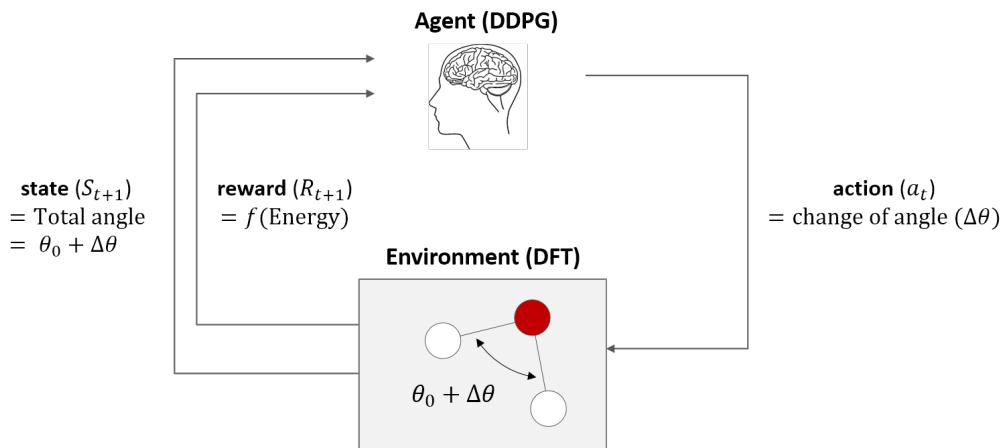 Agent (DDPG)
state (S_{t+1})
= Total angle
= θ_0 + Δθ
reward (R_{t+1})
= f(Energy)
action (a_t)
= change of angle (Δθ)
Environment (DFT)
θ_0 + Δθ